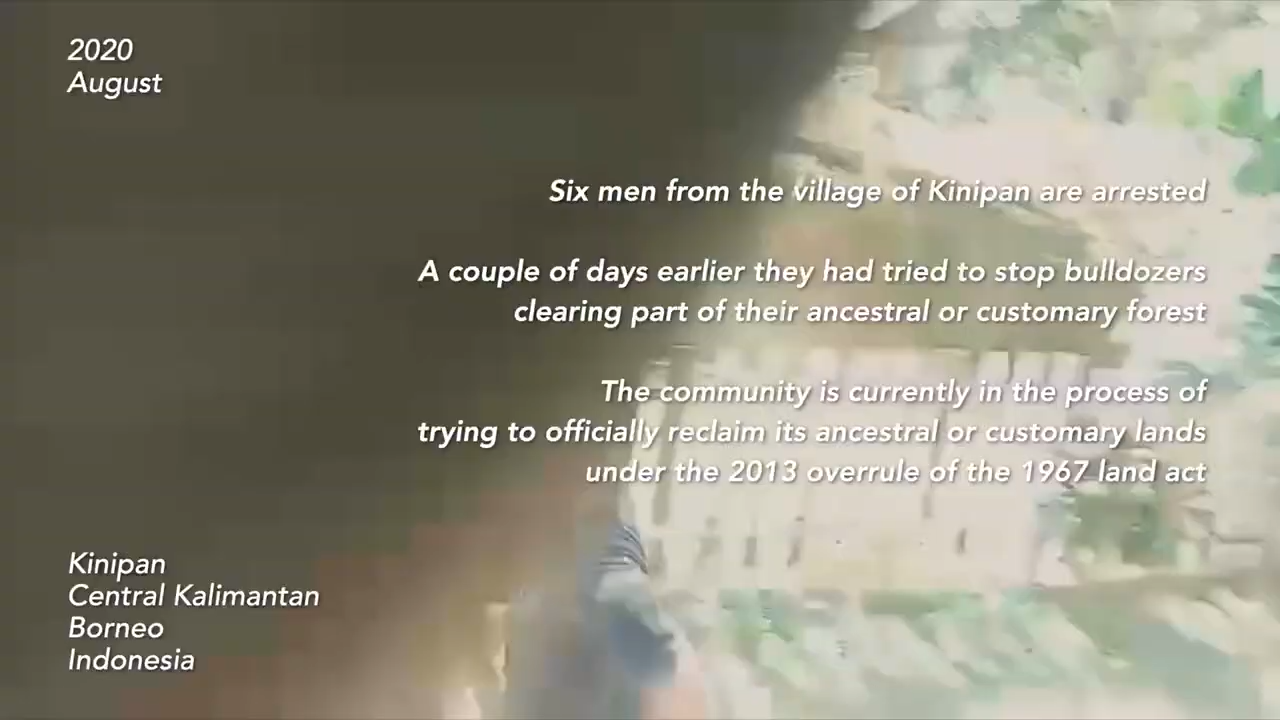 2020
August
Six men from the village of Kinipan are arrested
A couple of days earlier they had tried to stop bulldozers
clearing part of their ancestral or customary forest
The community is currently in the process of
trying to officially reclaim its ancestral or customary lands
under the 2013 overrule of the 1967 land act
Kinipan
Central Kalimantan
Borneo
Indonesia